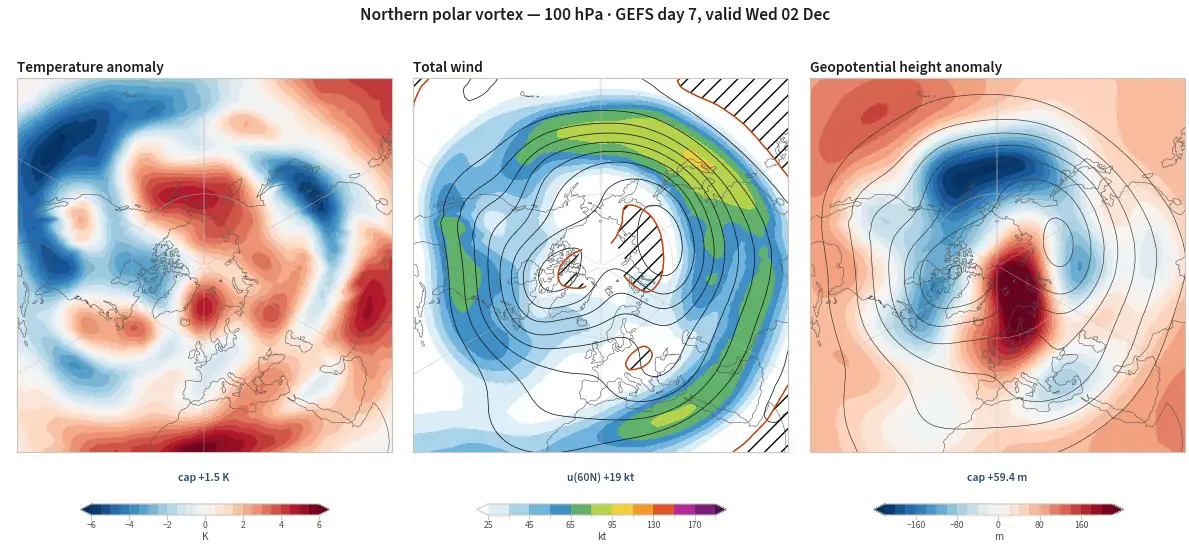 Northern polar vortex — 100 hPa · GEFS day 7, valid Wed 02 Dec
Temperature anomaly
Total wind
Geopotential height anomaly
cap +1.5 K
u(60N) +19 kt
cap +59.4 m
−6 −4 −2 0 2 4 6
K
25 45 65 95 130 170
kt
−160 −80 0 80 160
m